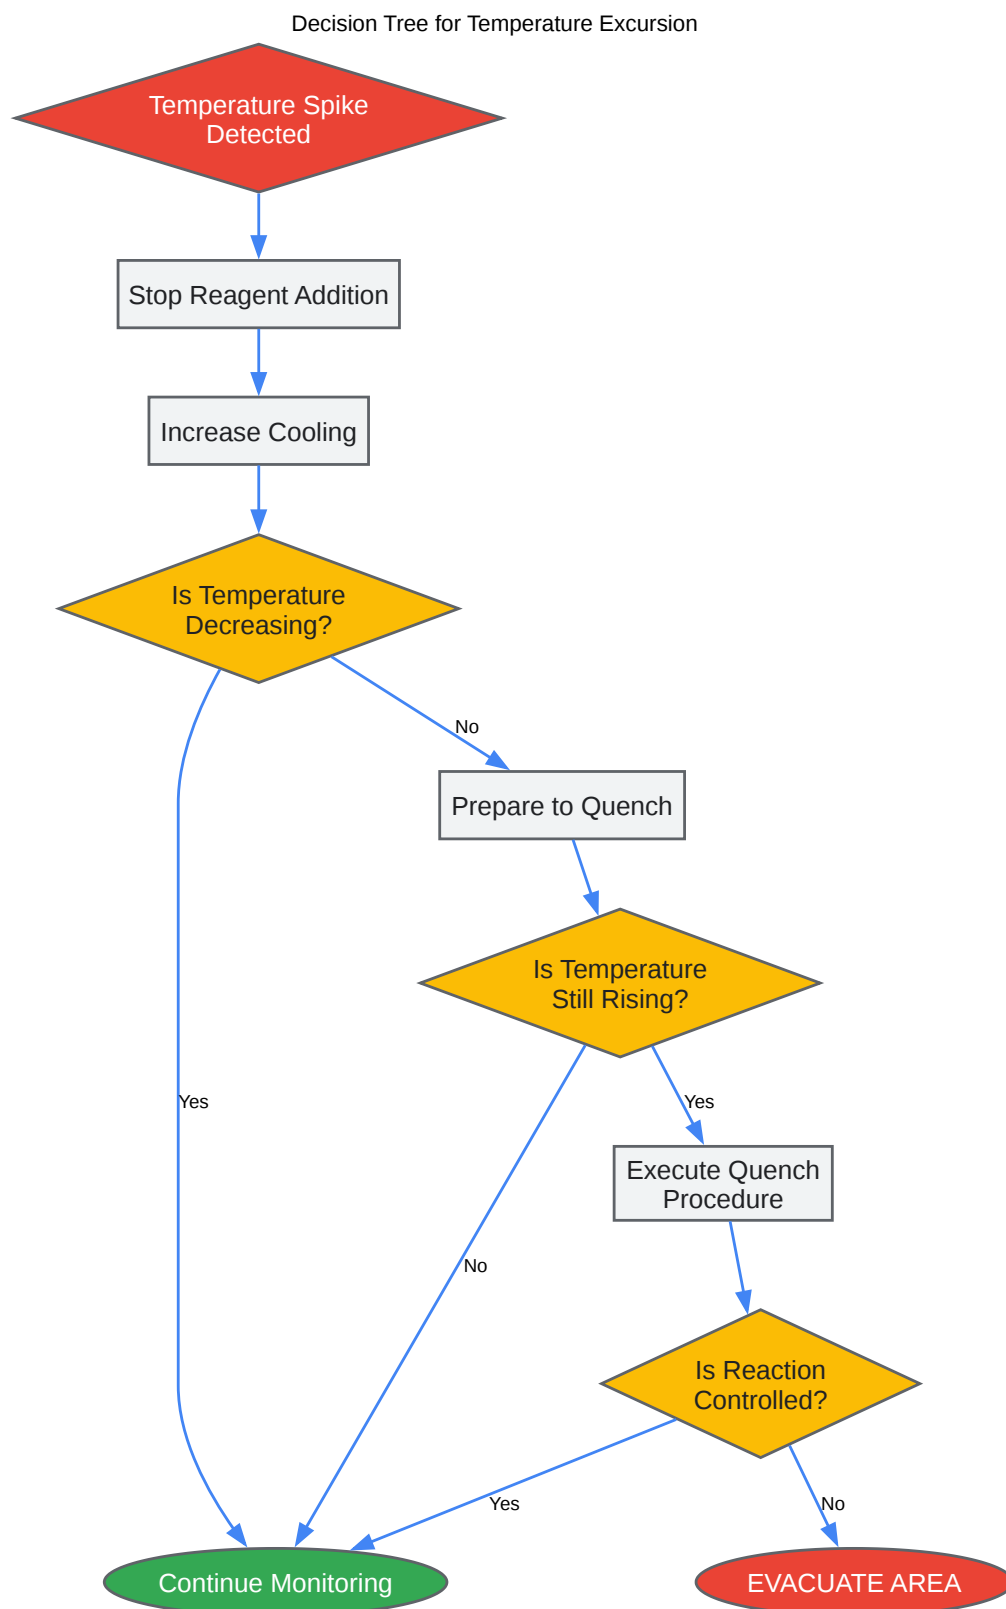 Decision Tree for Temperature Excursion
Temperature Spike
Detected
Stop Reagent Addition
Increase Cooling
Is Temperature
Decreasing?
No
Prepare to Quench
Is Temperature
Still Rising?
Yes
Yes
Execute Quench
Procedure
No
Is Reaction
Controlled?
Yes
No
Continue Monitoring
EVACUATE AREA